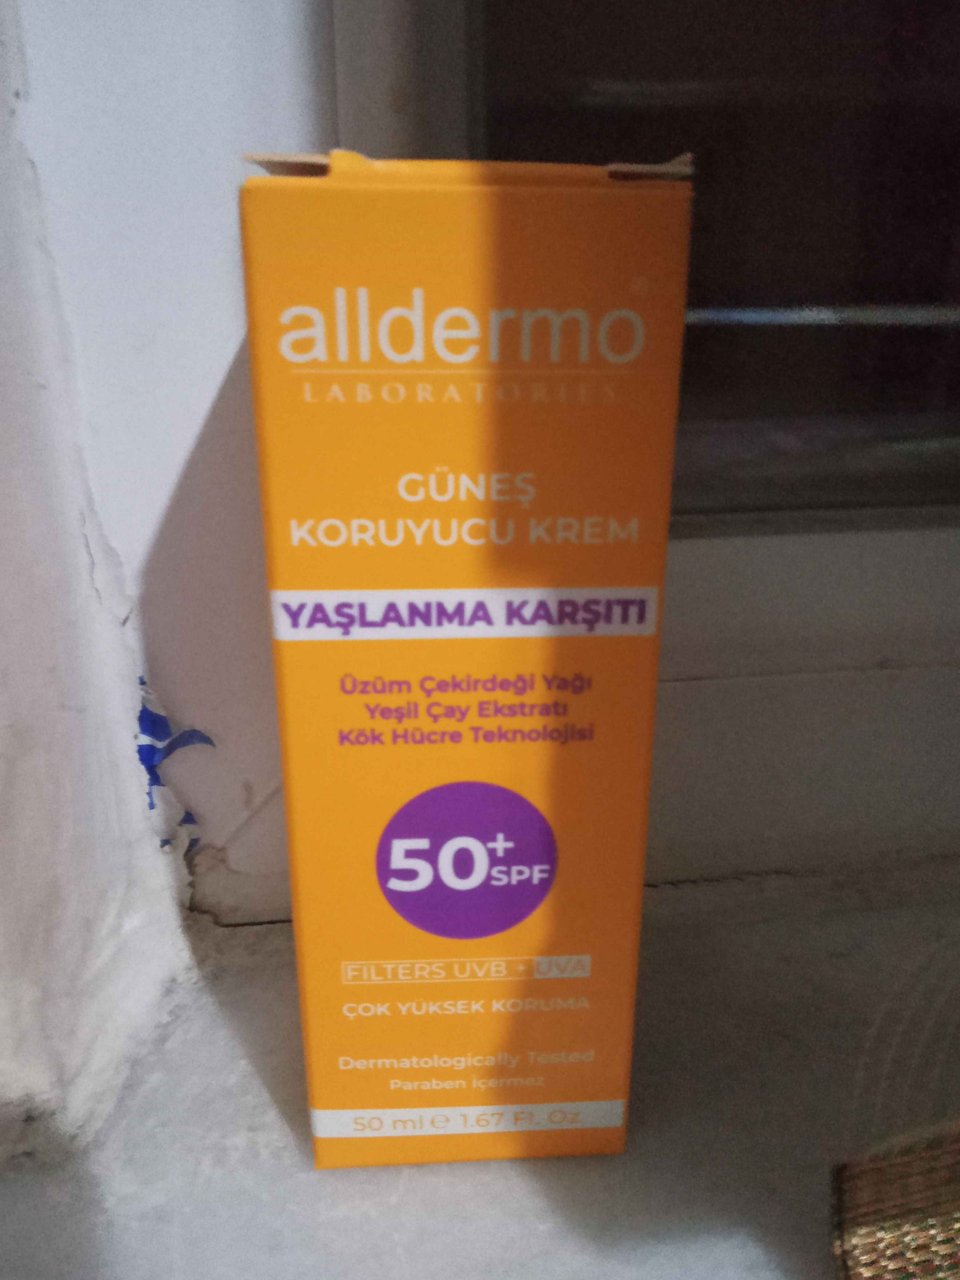 alldermo
LABORATORIES
GÜNEŞ
KORUYUCU KREM
YAŞLANMA KARŞITI
Üzüm Çekirdeği Yağı
Yeşil Çay Ekstratı
Kök Hücre Teknolojisi
50+
SPF
FILTERS UVB + UVA
ÇOK YÜKSEK KORUMA
Dermatologically Tested
Paraben İçermez
50 ml ℮ 1.67 Fl. Oz